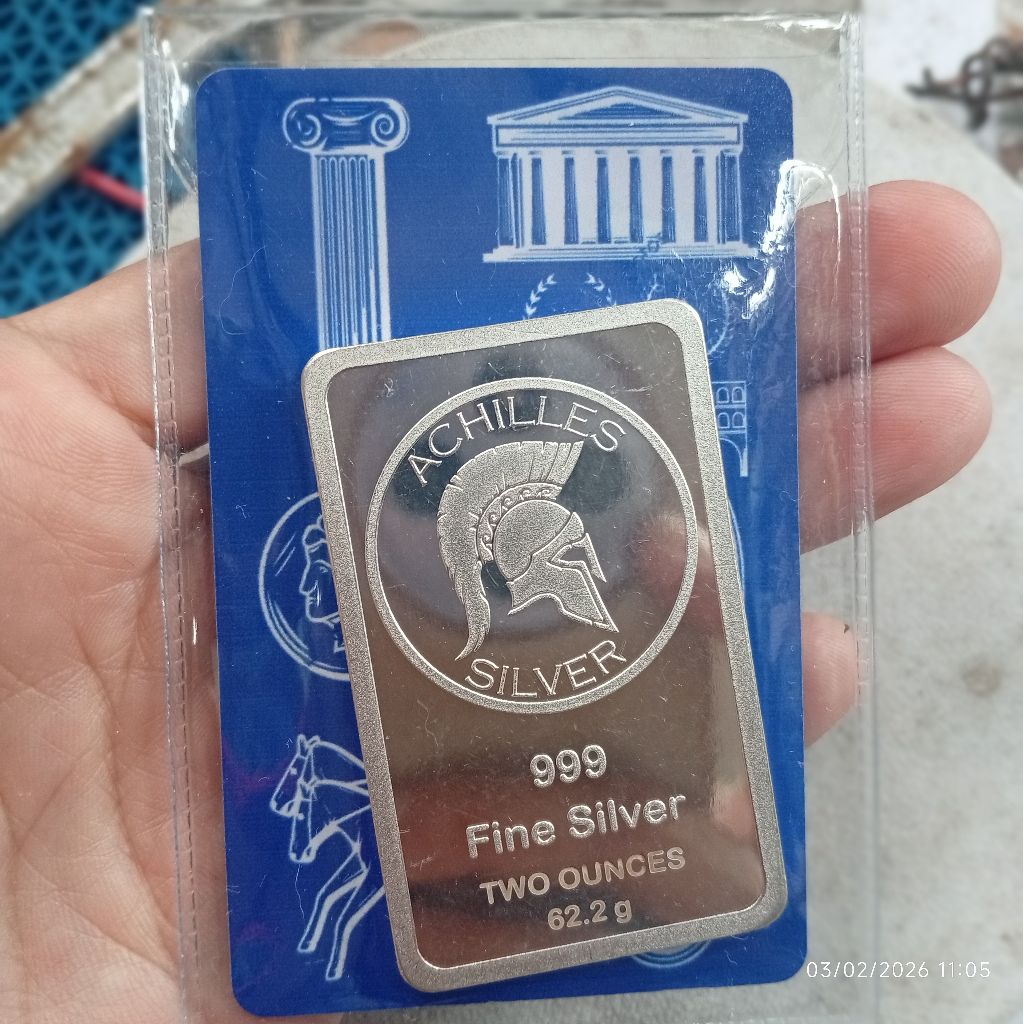 ACHILLES
SILVER
999
Fine Silver
TWO OUNCES
62.2 g
03/02/2026 11:05